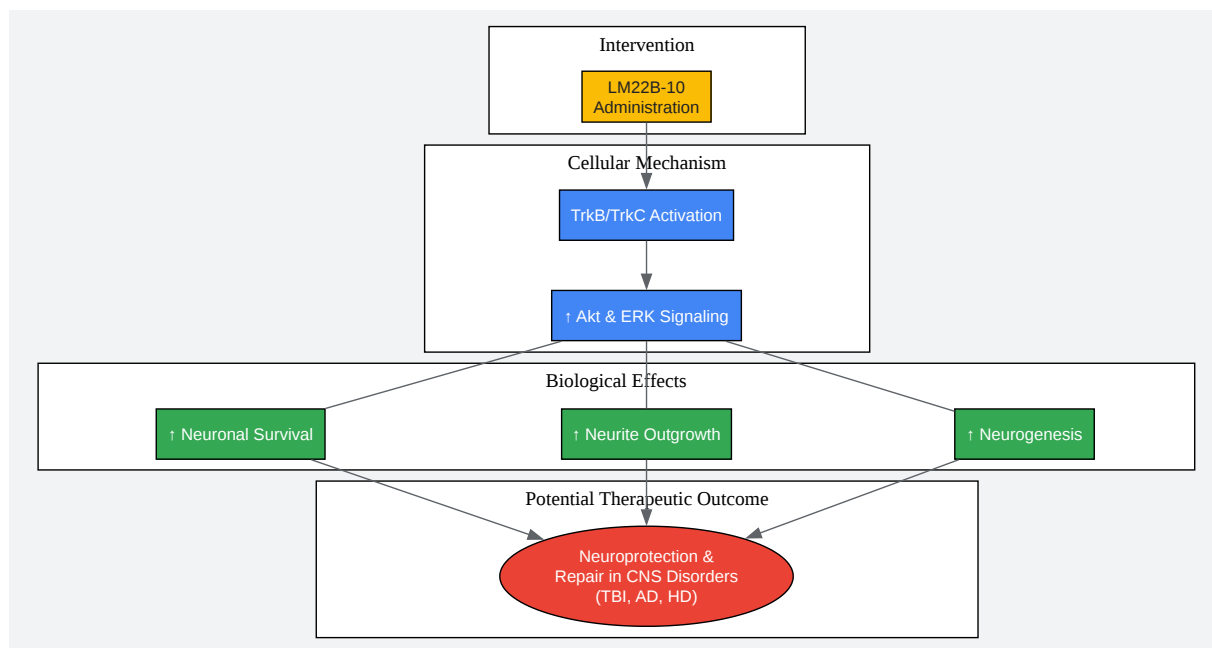 Intervention
LM22B-10
Administration
Cellular Mechanism
TrkB/TrkC Activation
↑ Akt & ERK Signaling
Biological Effects
↑ Neuronal Survival
↑ Neurite Outgrowth
↑ Neurogenesis
Potential Therapeutic Outcome
Neuroprotection &
Repair in CNS Disorders
(TBI, AD, HD)